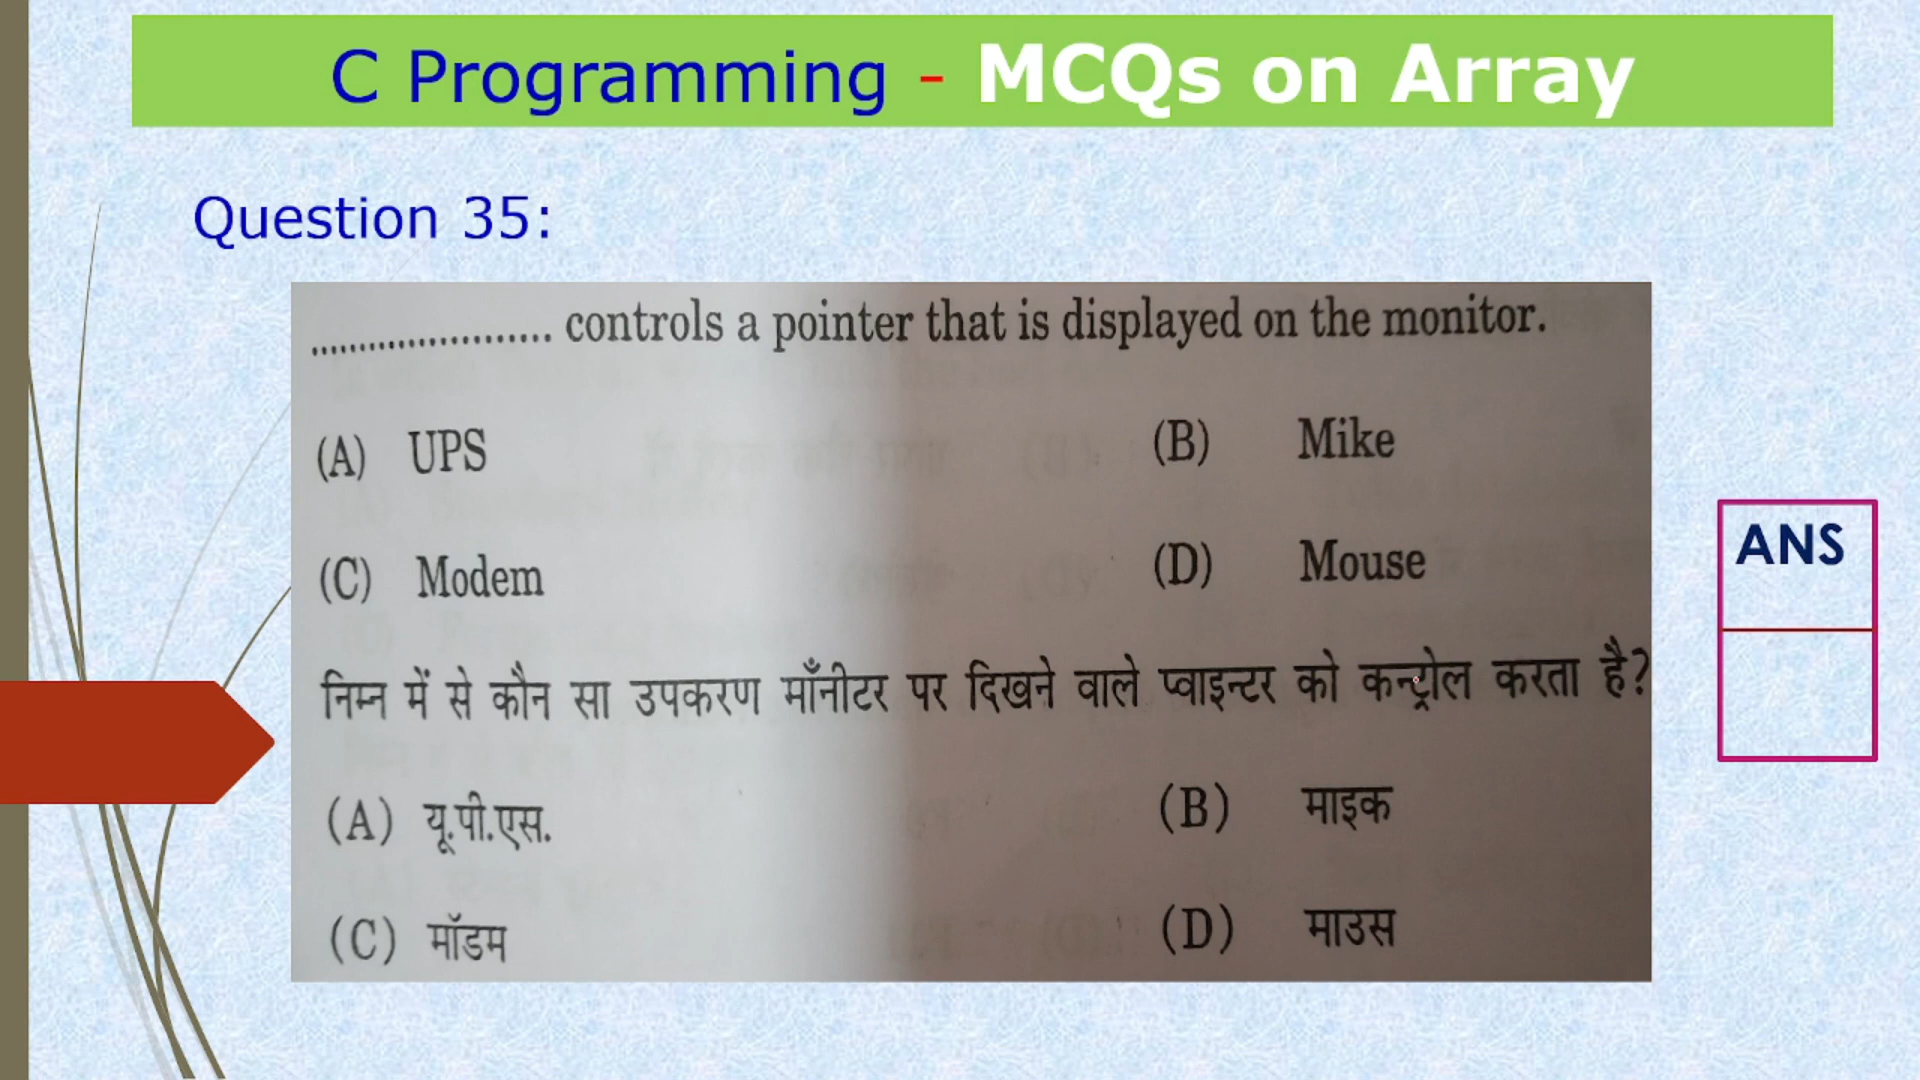 C Programming - MCQs on Array
Question 35:
..................... controls a pointer that is displayed on the monitor.
(A) UPS (B) Mike
(C) Modem (D) Mouse
निम्न में से कौन सा उपकरण माँनीटर पर दिखने वाले प्वाइन्टर को कन्ट्रोल करता है?
(A) यू.पी.एस. (B) माइक
(C) मॉडम (D) माउस
ANS